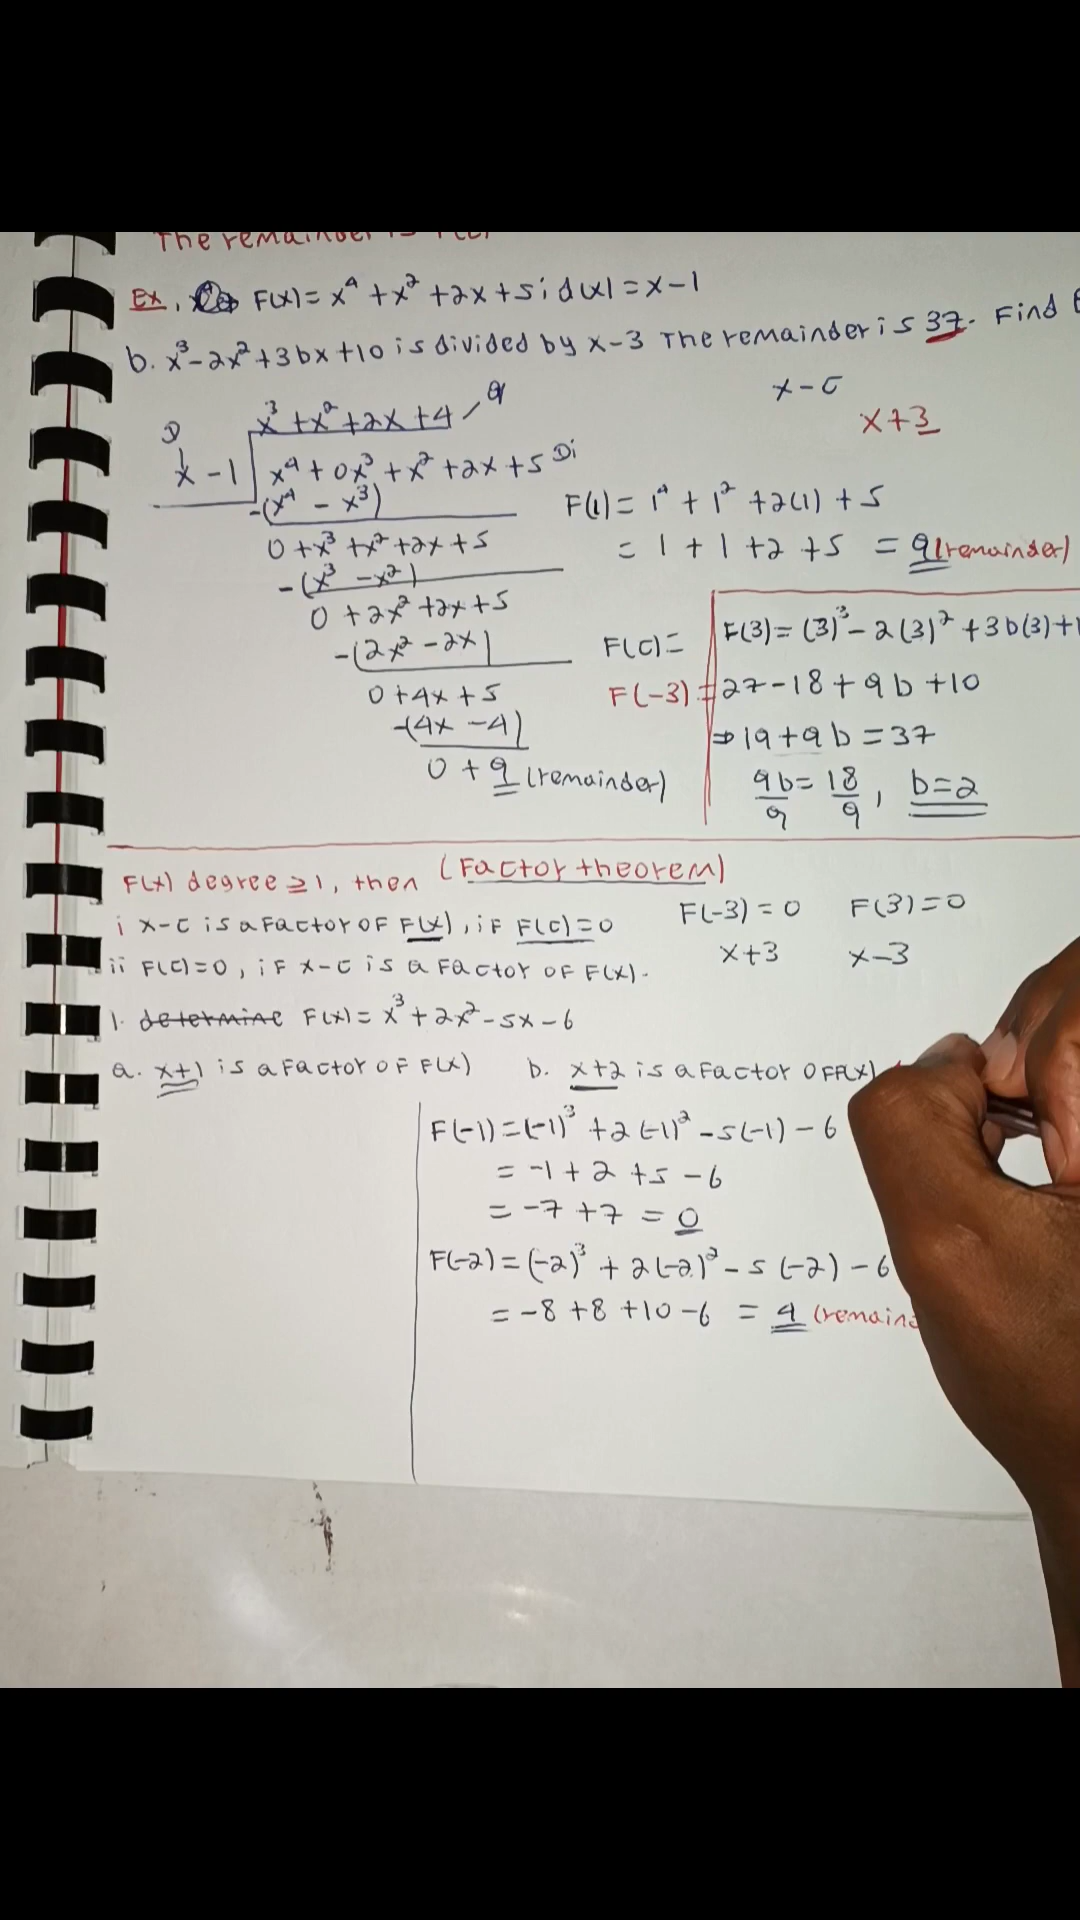 The remainder is F(c)
Ex. F(x) = x⁴ + x² + 2x + 5 ; d(x) = x - 1
b. x³ - 2x² + 3bx + 10 is divided by x - 3 The remainder is 37. Find
x - c
x + 3
x³ + x² + 2x + 4 Q
D
x - 1 x⁴ + 0x³ + x² + 2x + 5 Di
-(x⁴ - x³)
0 + x³ + x² + 2x + 5
-(x³ - x²)
0 + 2x² + 2x + 5
-(2x² - 2x)
0 + 4x + 5
-(4x - 4)
0 + 9 (remainder)
F(1) = 1⁴ + 1² + 2(1) + 5
= 1 + 1 + 2 + 5 = 9 (remainder)
F(c) =
F(-3) =
F(3) = (3)³ - 2(3)² + 3b(3) + 1
27 - 18 + 9b + 10
⇒ 19 + 9b = 37
9b/9 = 18/9, b = 2
F(x) degree ≥ 1, then (Factor theorem)
i x - c is a factor of F(x), if F(c) = 0
ii F(c) = 0, if x - c is a factor of F(x).
F(-3) = 0 F(3) = 0
x + 3 x - 3
1. determine F(x) = x³ + 2x² - 5x - 6
a. x + 1 is a factor of F(x) b. x + 2 is a factor of F(x)
F(-1) = (-1)³ + 2(-1)² - 5(-1) - 6
= -1 + 2 + 5 - 6
= -7 + 7 = 0
F(-2) = (-2)³ + 2(-2)² - 5(-2) - 6
= -8 + 8 + 10 - 6 = 4 (remaind